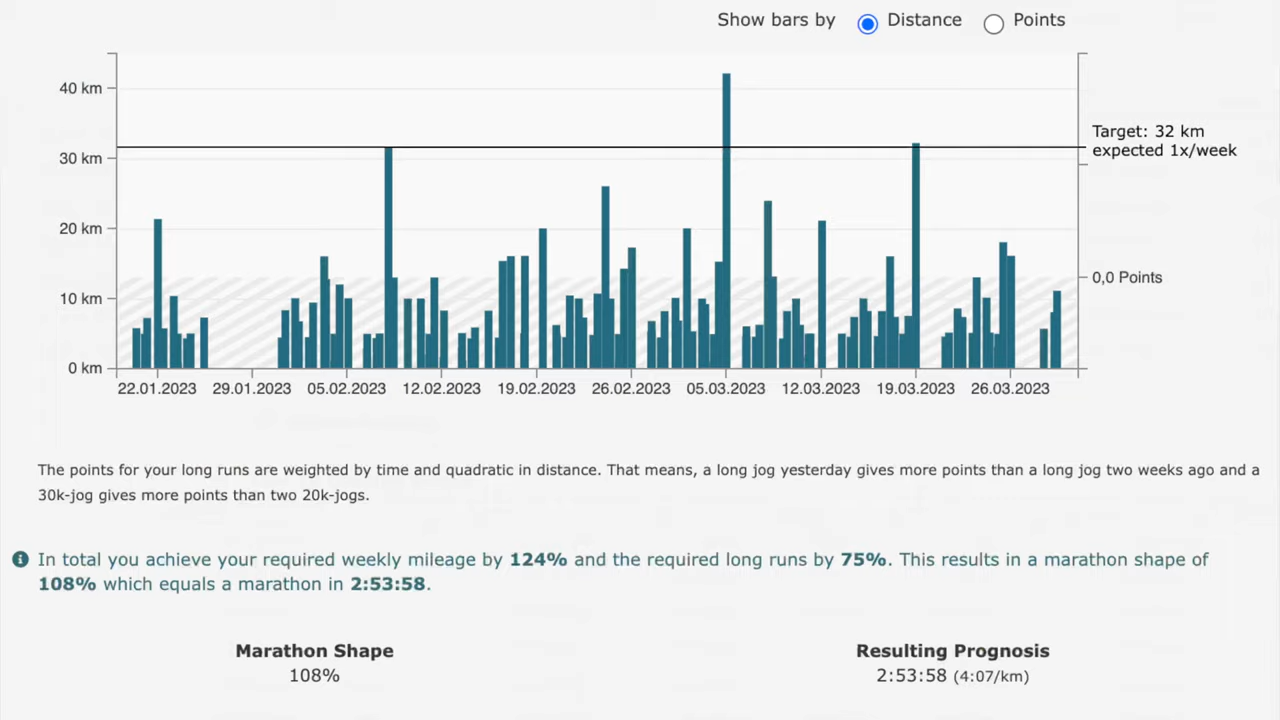 Show bars by Distance Points
40 km
Target: 32 km
30 km
expected 1x/week
20 km
0,0 Points
10 km
0 km
22.01.2023 29.01.2023 05.02.2023 12.02.2023 19.02.2023 26.02.2023 05.03.2023 12.03.2023 19.03.2023 26.03.2023
The points for your long runs are weighted by time and quadratic in distance. That means, a long jog yesterday gives more points than a long jog two weeks ago and a
30k-jog gives more points than two 20k-jogs.
In total you achieve your required weekly mileage by 124% and the required long runs by 75%. This results in a marathon shape of
108% which equals a marathon in 2:53:58.
Marathon Shape
108%
Resulting Prognosis
2:53:58 (4:07/km)